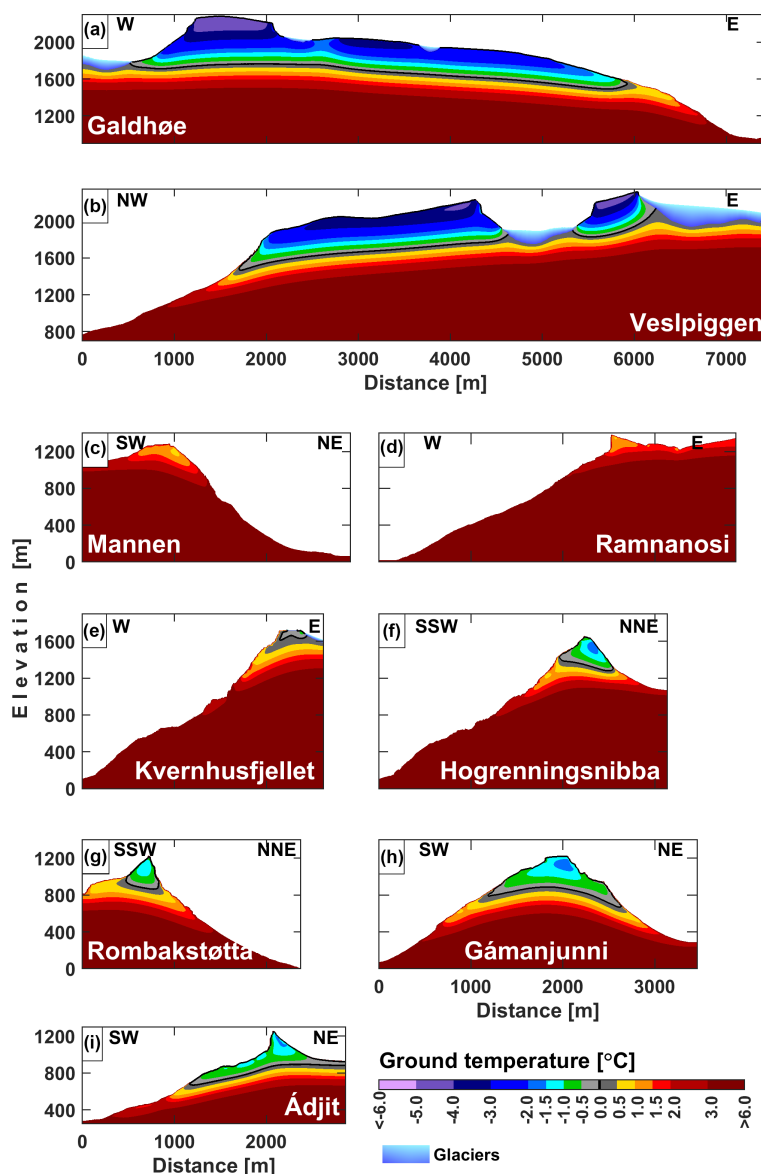 (a) W E
2000
1600
1200
Galdhøe
(b) NW E
2000
1600
1200
800
Veslpiggen
0 1000 2000 3000 4000 5000 6000 7000
Distance [m]
Elevation [m]
(c) SW NE
1200
800
400
0
Mannen
(d) W E
Ramnanosi
(e) W E
1600
1200
800
400
0
Kvernhusfjellet
(f) SSW NNE
Hogrenningsnibba
(g) SSW NNE
1200
800
400
0
Rombakstøtta
(h) SW NE
Gámanjunni
0 1000 2000 3000
Distance [m]
(i) SW NE
1200
800
400
Ádjit
0 1000 2000
Distance [m]
Ground temperature [°C]
<-6.0 -5.0 -4.0 -3.0 -2.0 -1.5 -1.0 -0.5 0.0 0.5 1.0 1.5 2.0 3.0 >6.0
Glaciers